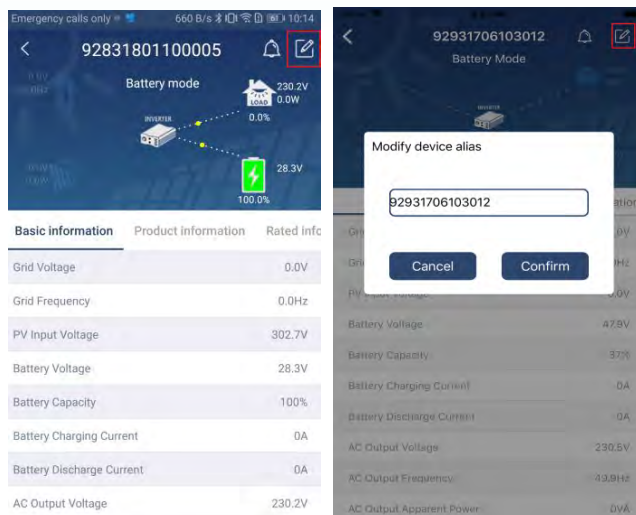 Emergency calls only
660 B/s
10:14
92831801100005
Battery mode
230.2V
LOAD
0.0W
INVERTER
0.0%
28.3V
100.0%
Basic information Product information Rated info
Grid Voltage 0.0V
Grid Frequency 0.0Hz
PV Input Voltage 302.7V
Battery Voltage 28.3V
Battery Capacity 100%
Battery Charging Current 0A
Battery Discharge Current 0A
AC Output Voltage 230.2V
92931706103012
Battery Mode
INVERTER
Modify device alias
92931706103012
Cancel Confirm
Battery Voltage 47.9V
Battery Capacity 37%
Battery Charging Current 0A
Battery Discharge Current 0A
AC Output Voltage 230.5V
AC Output Frequency 49.9Hz
AC Output Apparent Power 0VA